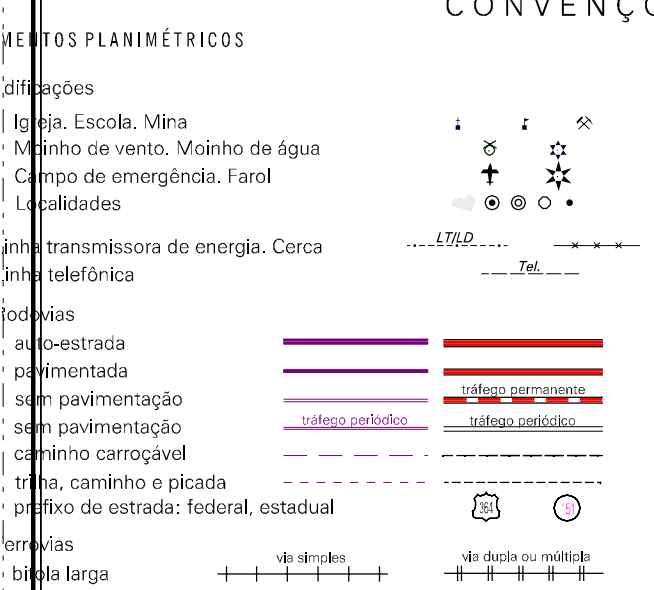 CONVENÇ
MENTOS PLANIMÉTRICOS
dificações
Igreja. Escola. Mina
Moinho de vento. Moinho de água
Campo de emergência. Farol
Localidades
inha transmissora de energia. Cerca LT/LD
inha telefônica Tel.
odovias
auto-estrada
pavimentada
tráfego permanente
sem pavimentação
sem pavimentação tráfego periódico tráfego periódico
caminho carroçável
trilha, caminho e picada
prefixo de estrada: federal, estadual 364 151
errovias
via simples via dupla ou múltipla
bitola larga